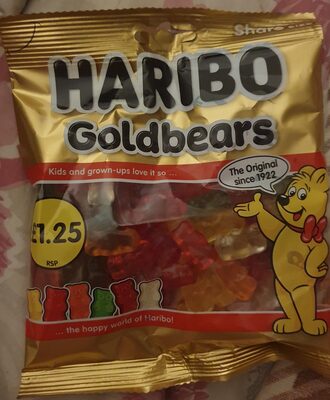 Share
HARIBO
Goldbears
Kids and grown-ups love it so ...
The Original
since 1922
£1.25
RSP
... the happy world of Haribo!